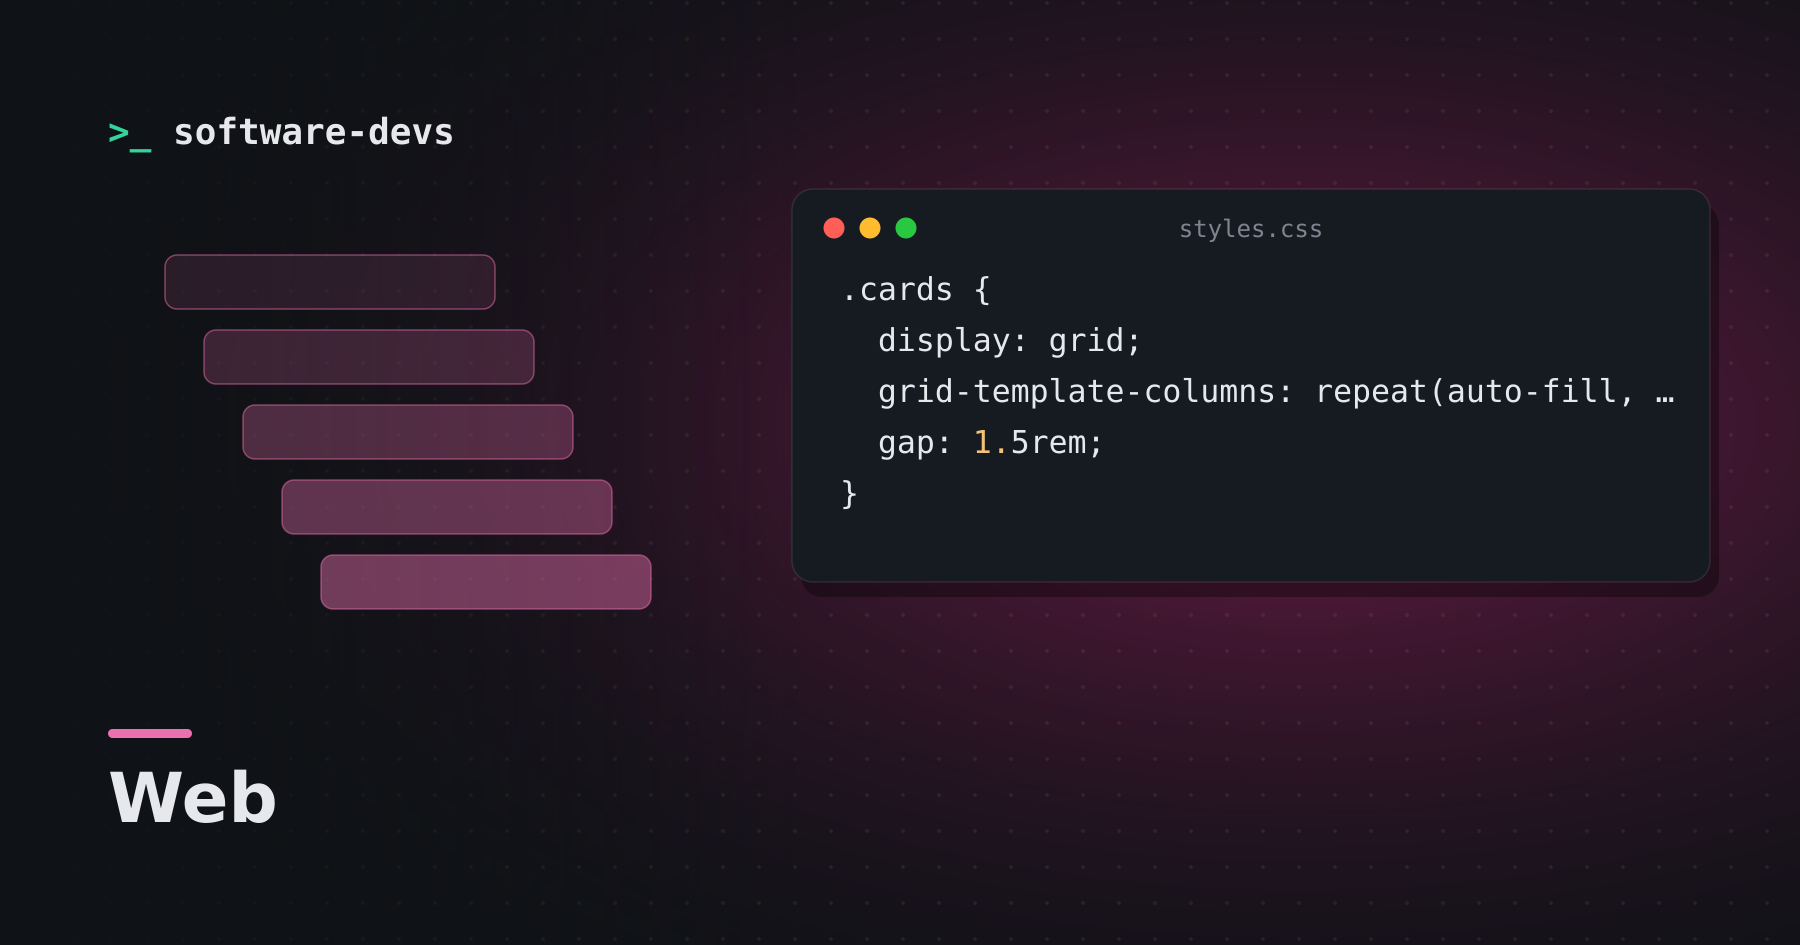 >_ software-devs
styles.css
.cards {
  display: grid;
  grid-template-columns: repeat(auto-fill, …
  gap: 1.5rem;
}
Web